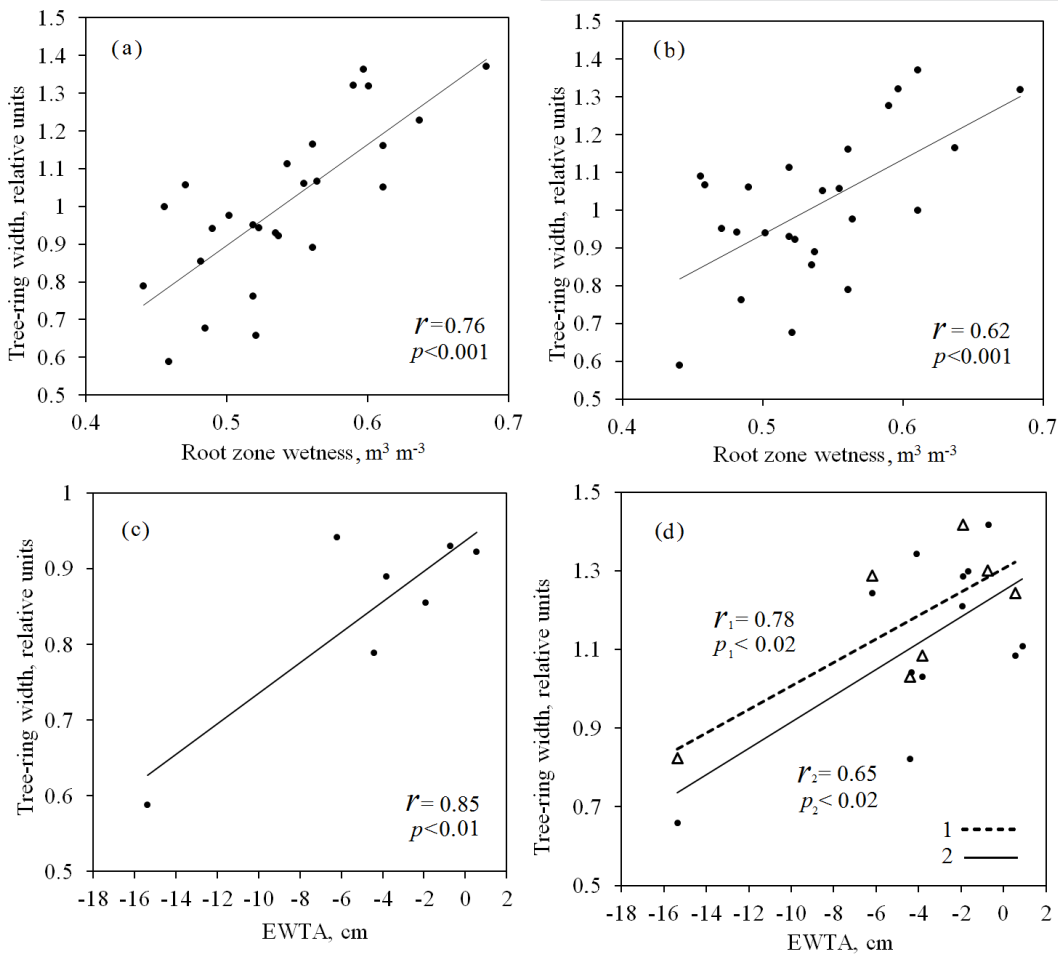 (a)
1.5
1.4
1.3
1.2
1.1
1
0.9
0.8
0.7
0.6
0.5
Tree-ring width, relative units
r=0.76
p<0.001
0.4 0.5 0.6 0.7
Root zone wetness, m³ m⁻³
(b)
1.5
1.4
1.3
1.2
1.1
1
0.9
0.8
0.7
0.6
0.5
Tree-ring width, relative units
r = 0.62
p<0.001
0.4 0.5 0.6 0.7
Root zone wetness, m³ m⁻³
(c)
1
0.9
0.8
0.7
0.6
0.5
Tree-ring width, relative units
r= 0.85
p<0.01
-18 -16 -14 -12 -10 -8 -6 -4 -2 0 2
EWTA, cm
(d)
1.5
1.3
1.1
0.9
0.7
0.5
Tree-ring width, relative units
r₁= 0.78
p₁< 0.02
r₂= 0.65
p₂< 0.02
1
2
-18 -16 -14 -12 -10 -8 -6 -4 -2 0 2
EWTA, cm